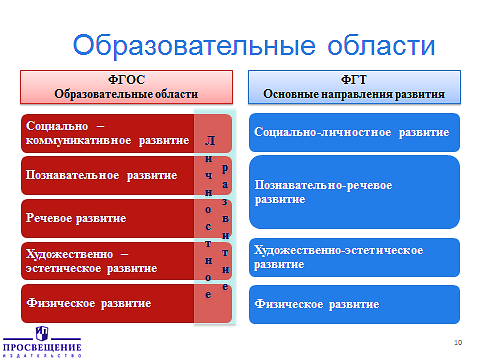 Образовательные области
ФГОС
Образовательные области
Социально –
коммуникативное развитие
Познавательное развитие
Речевое развитие
Художественно –
эстетическое развитие
Физическое развитие
Личностное
развитие
ФГТ
Основные направления развития
Социально-личностное развитие
Познавательно-речевое
развитие
Художественно-эстетическое
развитие
Физическое развитие
ПРОСВЕЩЕНИЕ
ИЗДАТЕЛЬСТВО
10